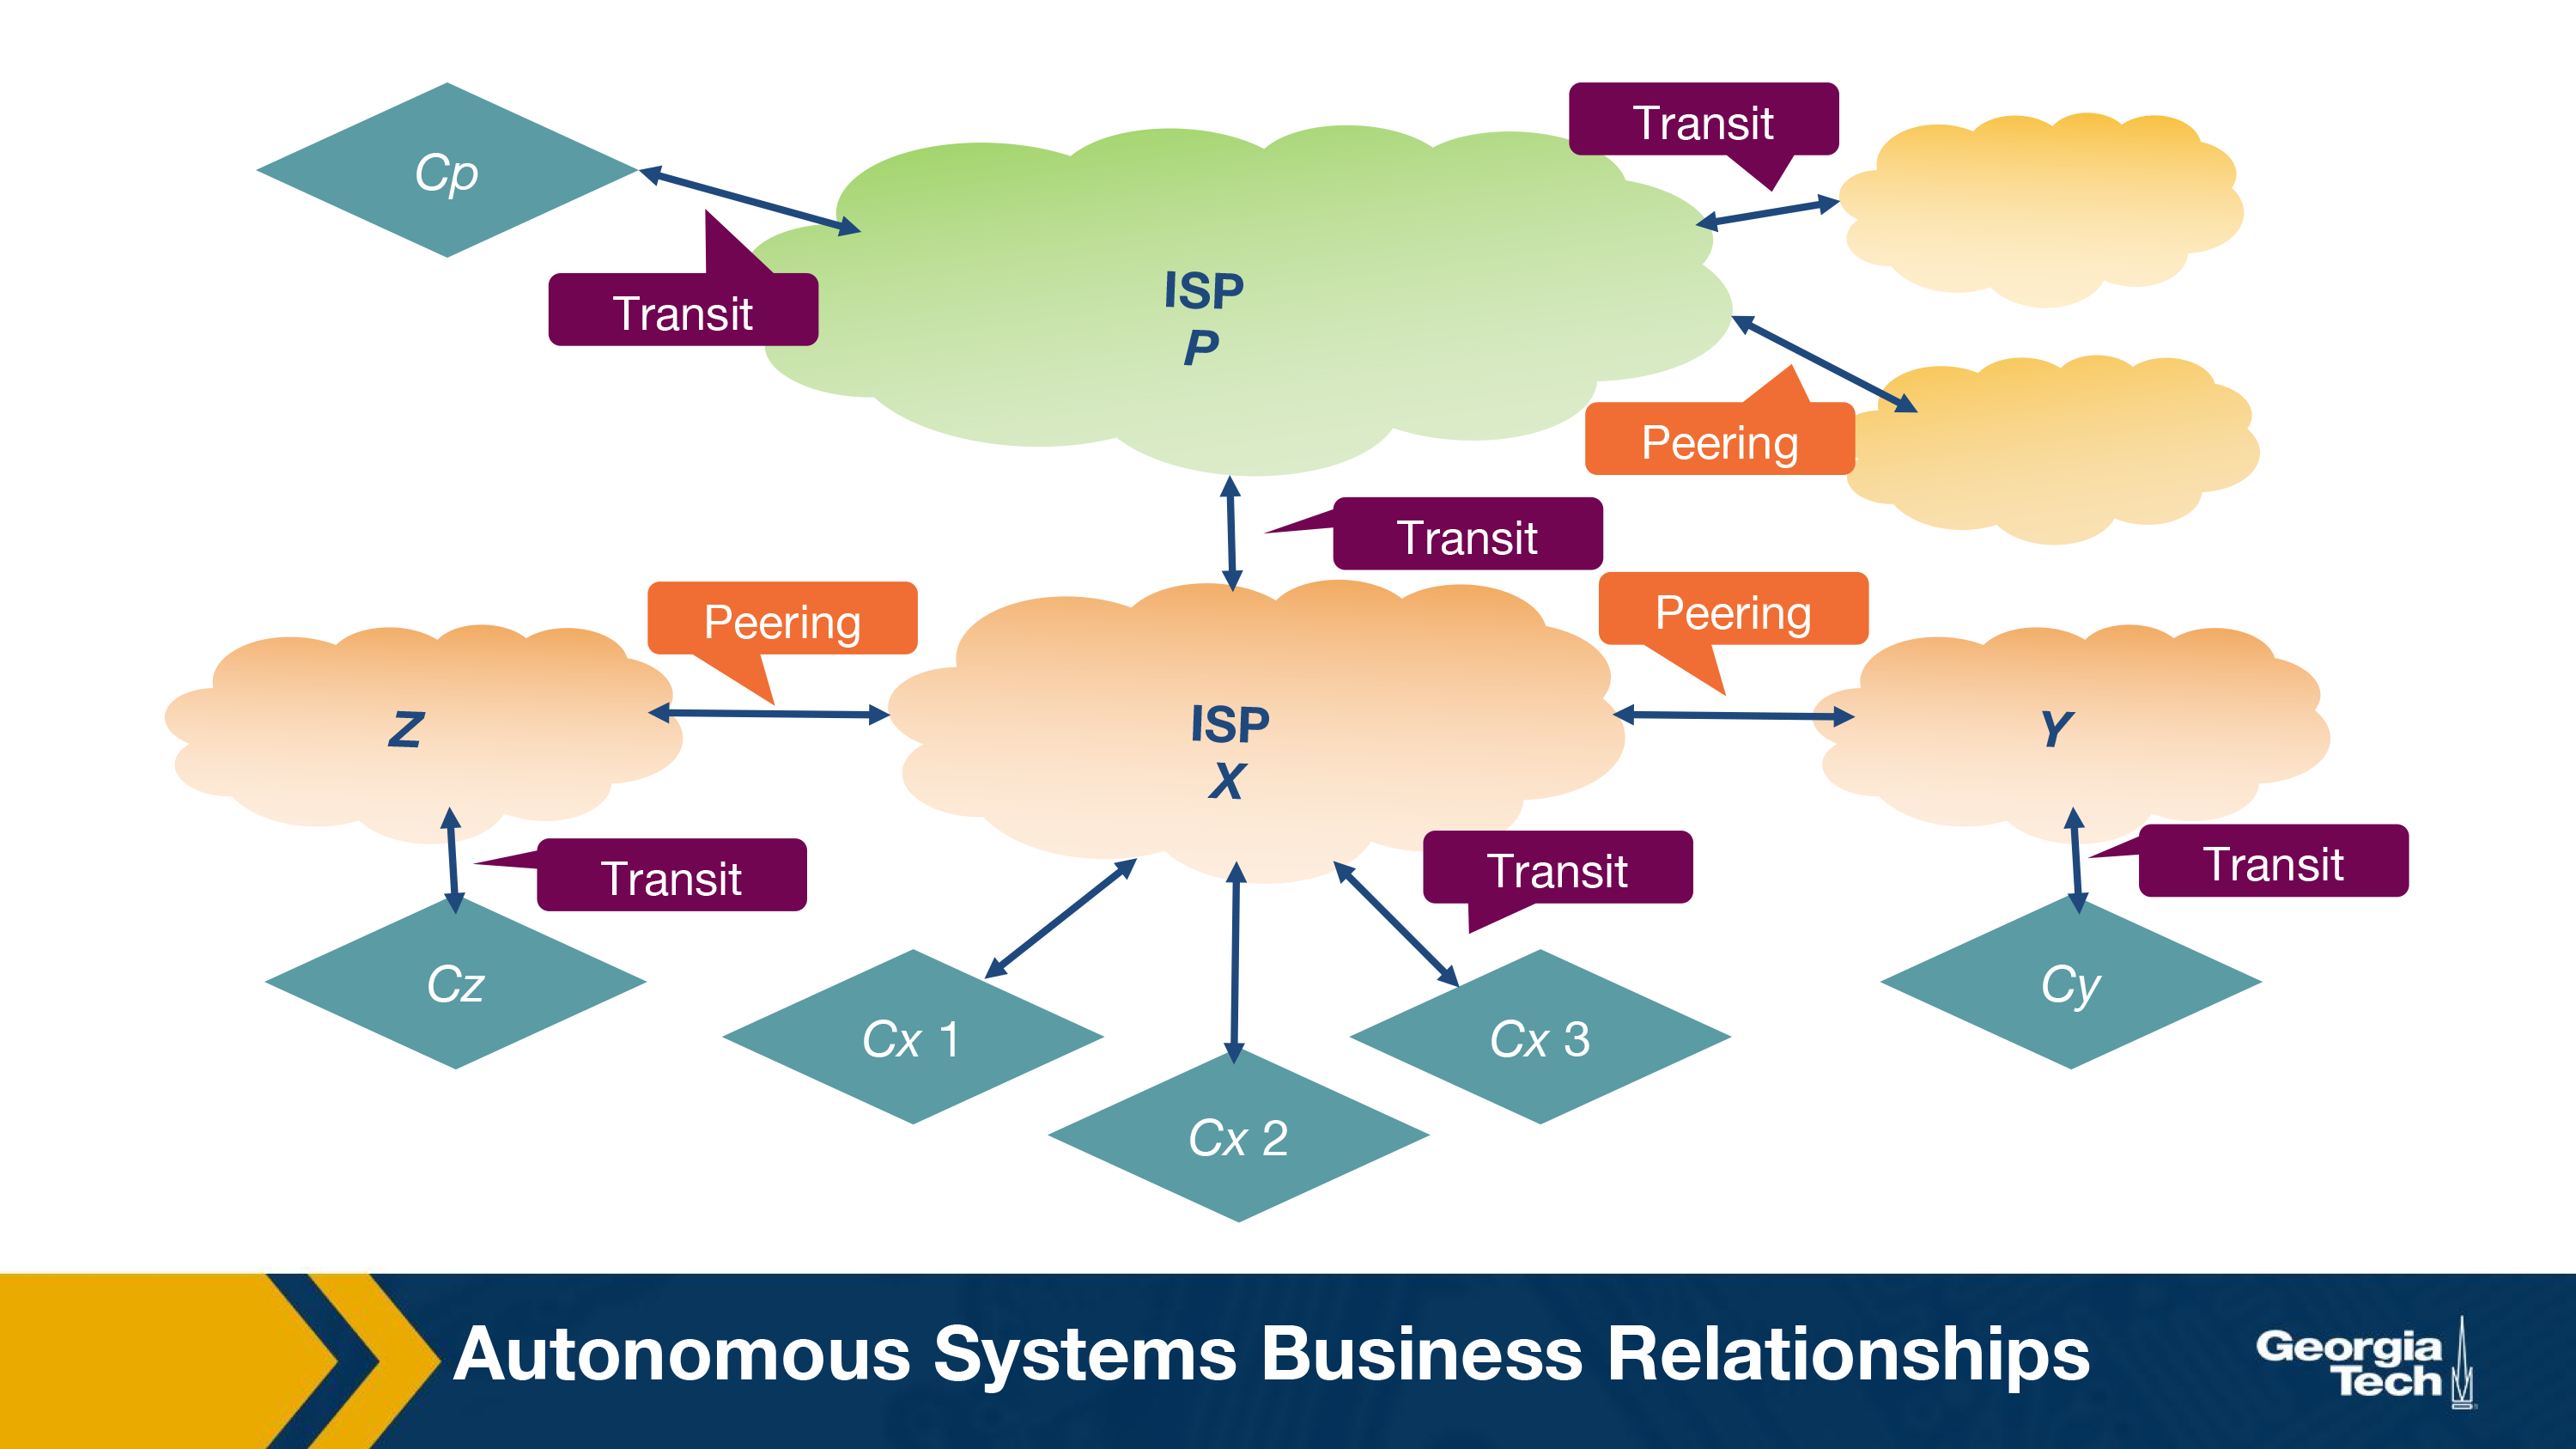 Transit
Cp
ISP
P
Transit
Peering
Transit
Peering
Peering
Z
ISP
X
Y
Transit
Transit
Transit
Cz
Cx 1
Cx 3
Cy
Cx 2
Autonomous Systems Business Relationships
Georgia
Tech